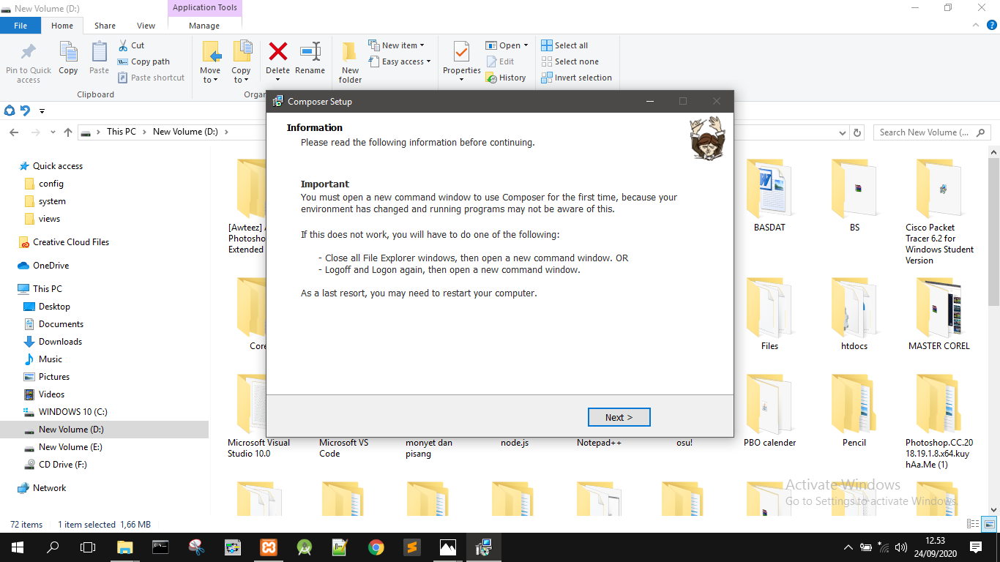 New Volume (D:)
Application Tools
File
Home
Share
View
Manage
Pin to Quick
access
Copy
Paste
Cut
Copy path
Paste shortcut
Clipboard
Move
to
Copy
to
Delete
Rename
New
folder
New item
Easy access
Properties
Open
Edit
History
Select all
Select none
Invert selection
This PC > New Volume (D:) >
Search New Volume (...
Composer Setup
Information
Please read the following information before continuing.
Important
You must open a new command window to use Composer for the first time, because your
environment has changed and running programs may not be aware of this.
If this does not work, you will have to do one of the following:
- Close all File Explorer windows, then open a new command window. OR
- Logoff and Logon again, then open a new command window.
As a last resort, you may need to restart your computer.
Next >
Quick access
config
system
views
Creative Cloud Files
OneDrive
This PC
Desktop
Documents
Downloads
Music
Pictures
Videos
WINDOWS 10 (C:)
New Volume (D:)
New Volume (E:)
CD Drive (F:)
Network
[Awteez]
Photosho
Extended
BASDAT
BS
Cisco Packet
Tracer 6.2 for
Windows Student
Version
Core
Files
htdocs
MASTER COREL
Microsoft Visual
Studio 10.0
Microsoft VS
Code
monyet dan
pisang
node.js
Notepad++
osu!
PBO calender
Pencil
Photoshop.CC.20
18.19.1.8.x64.kuy
hAa.Me (1)
Activate Windows
Go to Settings to activate Windows.
72 items
1 item selected 1,66 MB
12.53
24/09/2020